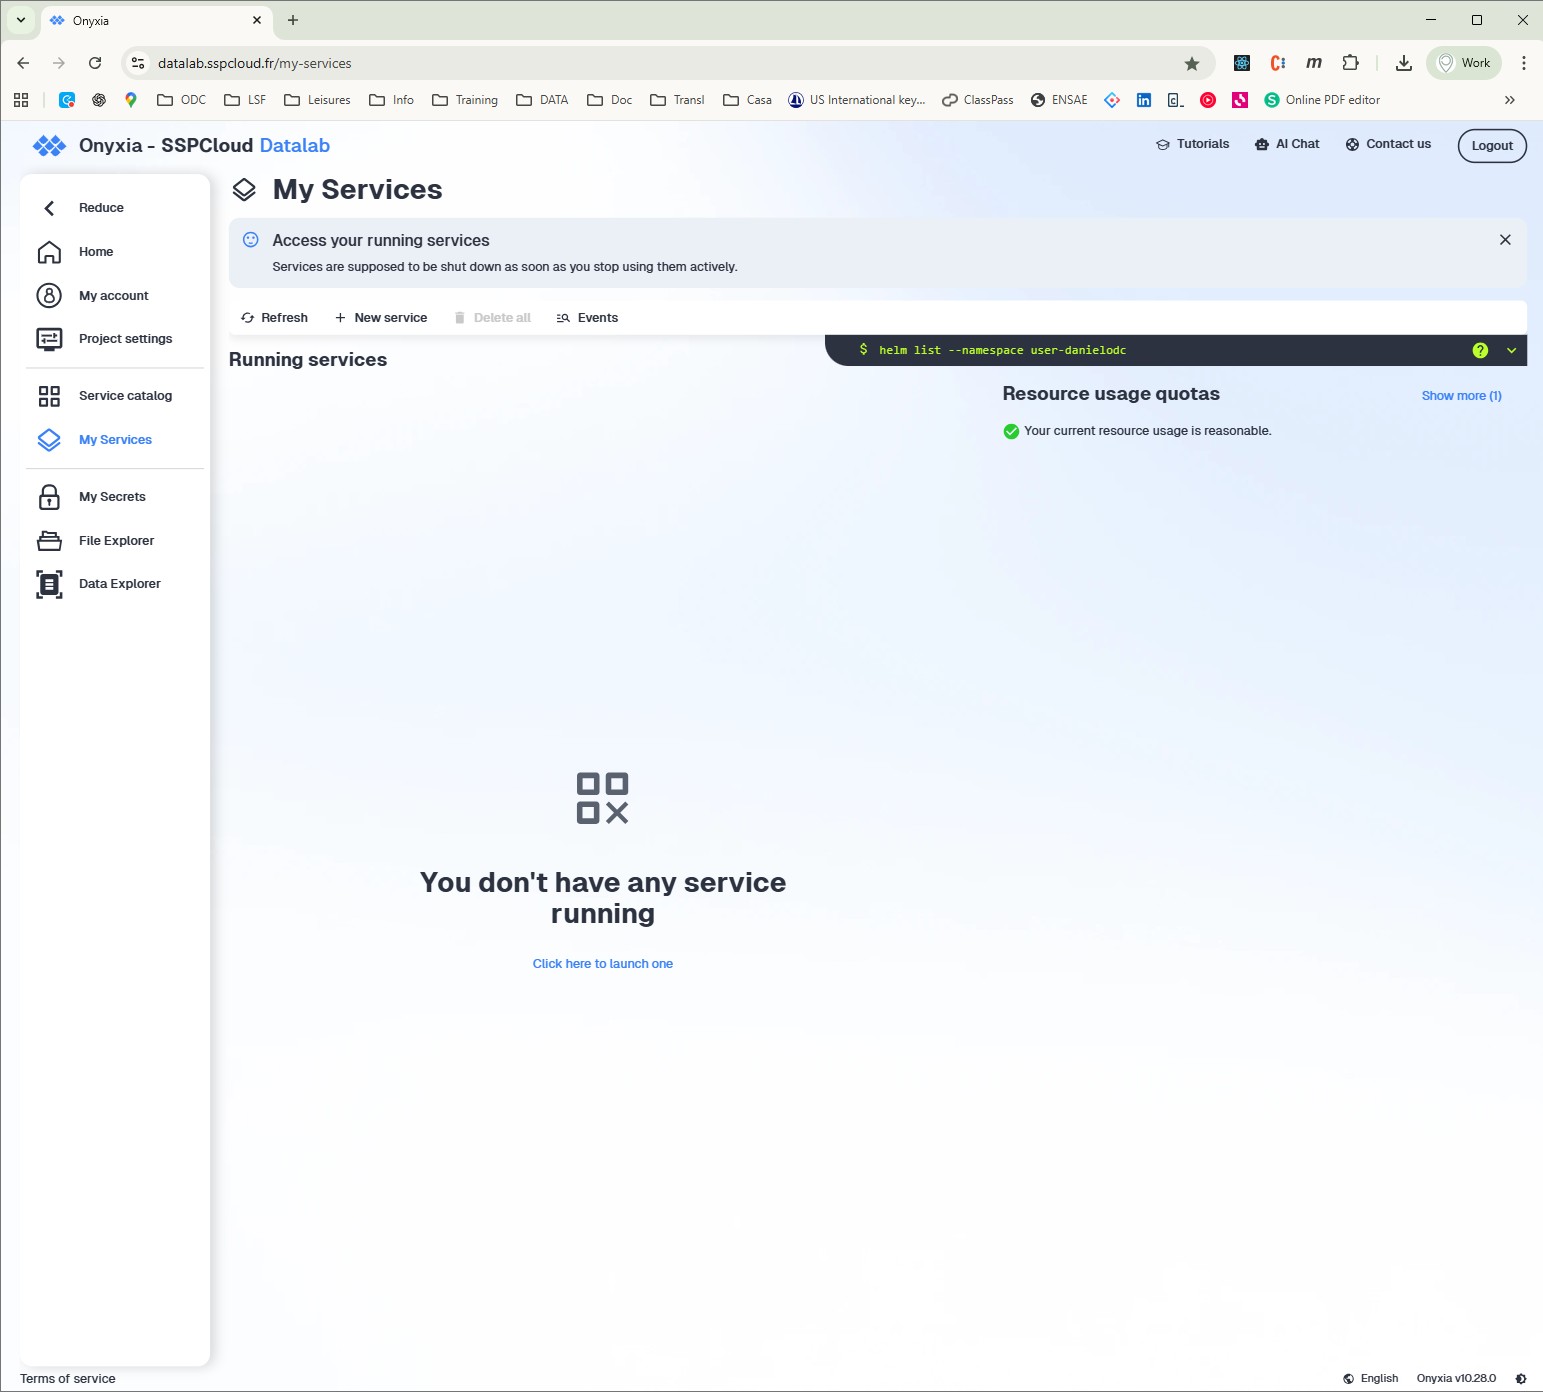 Onyxia
datalab.sspcloud.fr/my-services
Work
ODC
LSF
Leisures
Info
Training
DATA
Doc
Transl
Casa
US International key...
ClassPass
ENSAE
Online PDF editor
Onyxia - SSPCloud Datalab
Tutorials
AI Chat
Contact us
Logout
Reduce
Home
My account
Project settings
Service catalog
My Services
My Secrets
File Explorer
Data Explorer
My Services
Access your running services
Services are supposed to be shut down as soon as you stop using them actively.
Refresh
New service
Delete all
Events
Running services
$ helm list --namespace user-danielodc
Resource usage quotas
Show more (1)
Your current resource usage is reasonable.
You don't have any service
running
Click here to launch one
Terms of service
English
Onyxia v10.28.0